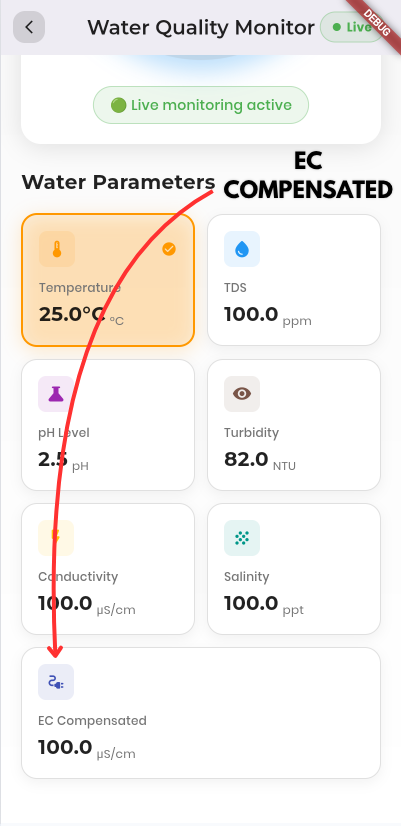 Water Quality Monitor
Live
DEBUG
Live monitoring active
EC
COMPENSATED
Water Parameters
Temperature
25.0°C °C
TDS
100.0 ppm
pH Level
2.5 pH
Turbidity
82.0 NTU
Conductivity
100.0 µS/cm
Salinity
100.0 ppt
EC Compensated
100.0 µS/cm